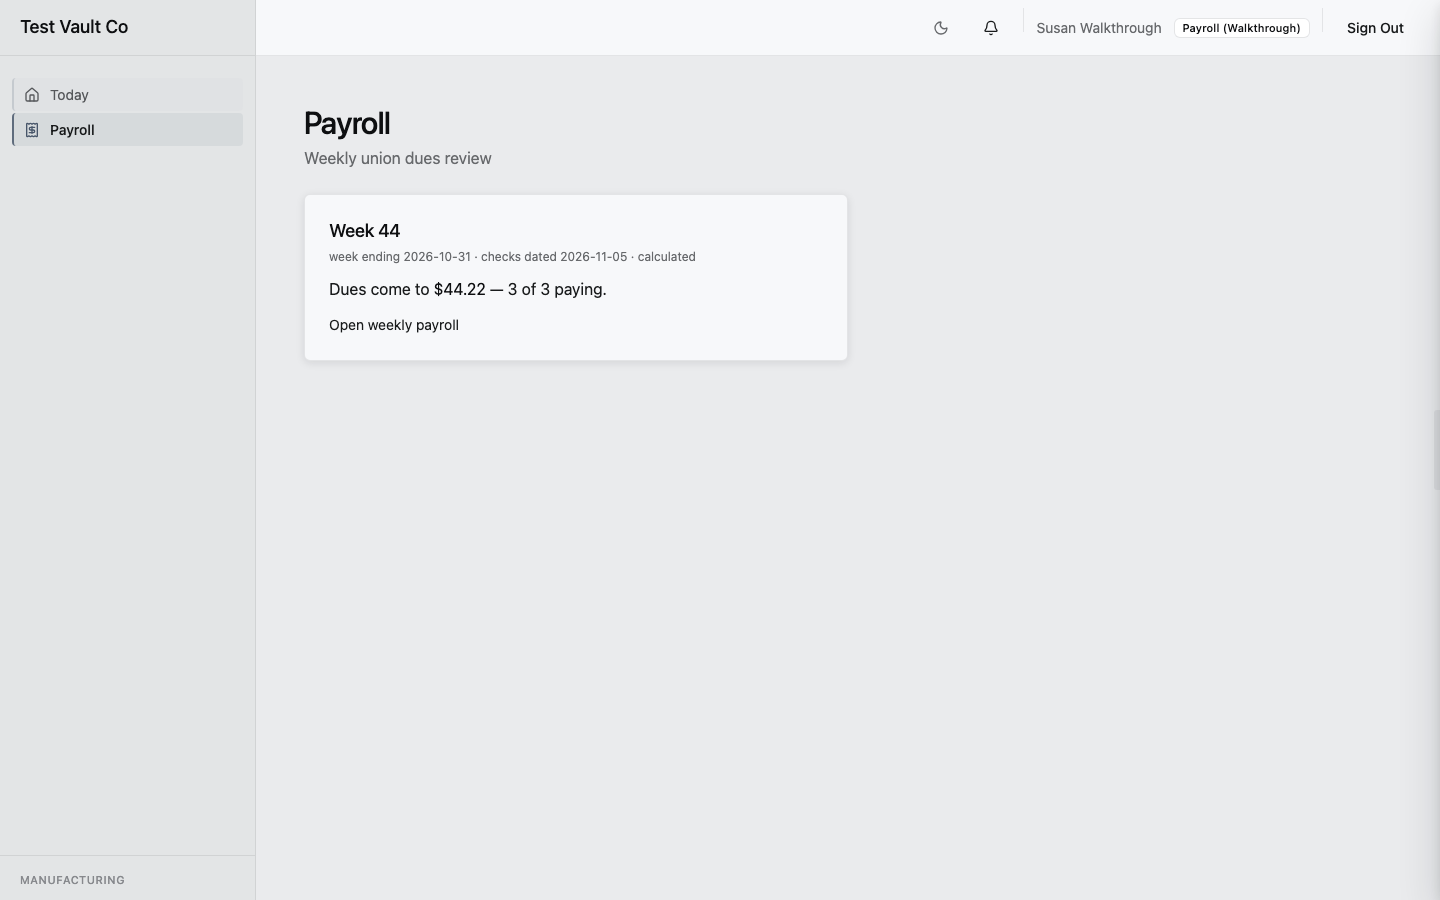 Test Vault Co
Susan Walkthrough
Payroll (Walkthrough)
Sign Out
Today
Payroll
Payroll
Weekly union dues review
Week 44
week ending 2026-10-31 · checks dated 2026-11-05 · calculated
Dues come to $44.22 — 3 of 3 paying.
Open weekly payroll
MANUFACTURING